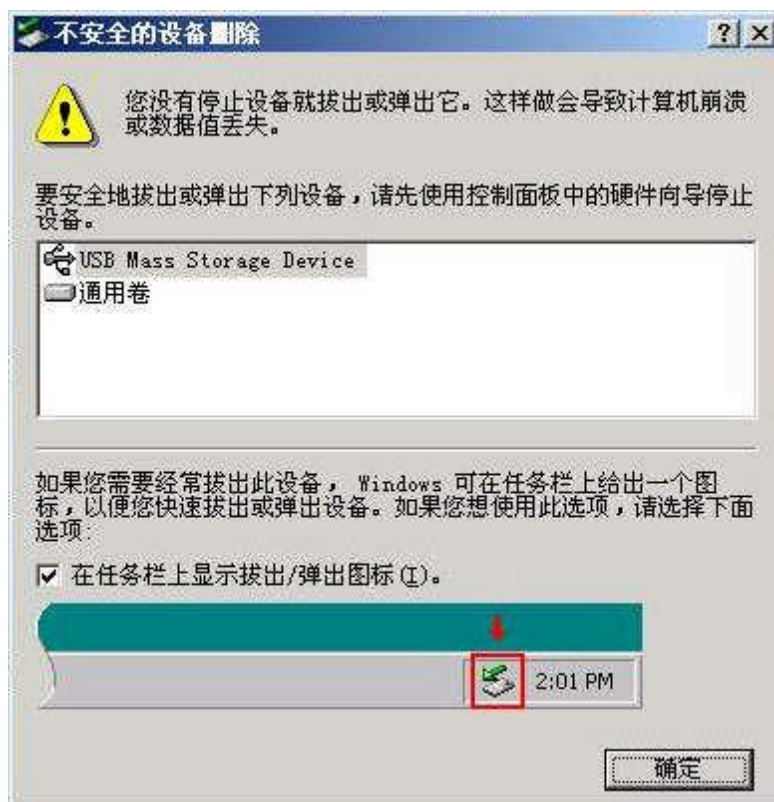 不安全的设备删除
您没有停止设备就拔出或弹出它。这样做会导致计算机崩溃
或数据值丢失。
要安全地拔出或弹出下列设备，请先使用控制面板中的硬件向导停止
设备。
USB Mass Storage Device
通用卷
如果您需要经常拔出此设备， Windows 可在任务栏上给出一个图
标，以便您快速拔出或弹出设备。如果您想使用此选项，请选择下面
选项:
在任务栏上显示拔出/弹出图标(I)。
2:01 PM
确定